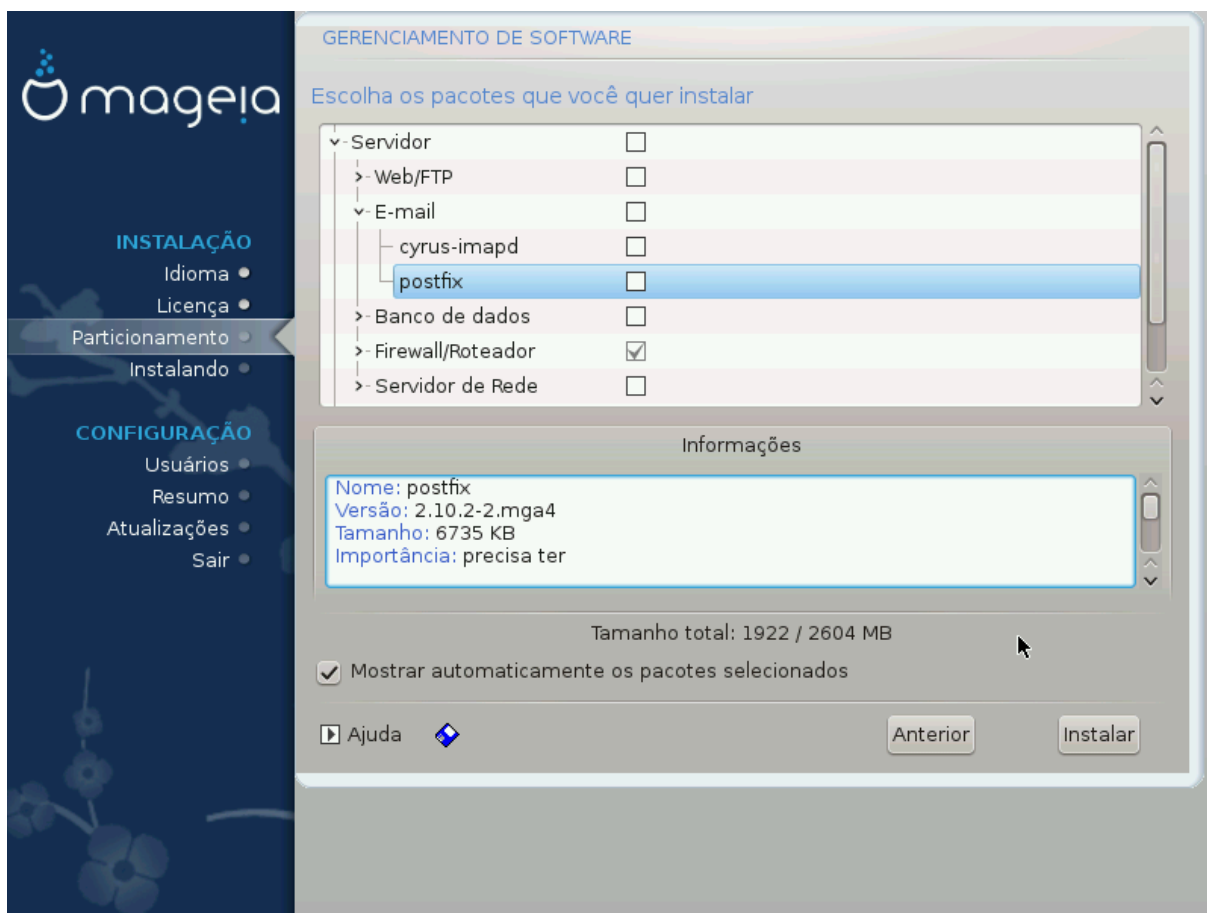 mageia
INSTALAÇÃO
Idioma
Licença
Particionamento
Instalando
CONFIGURAÇÃO
Usuários
Resumo
Atualizações
Sair
GERENCIAMENTO DE SOFTWARE
Escolha os pacotes que você quer instalar
Servidor
Web/FTP
E-mail
cyrus-imapd
postfix
Banco de dados
Firewall/Roteador
Servidor de Rede
Informações
Nome: postfix
Versão: 2.10.2-2.mga4
Tamanho: 6735 KB
Importância: precisa ter
Tamanho total: 1922 / 2604 MB
Mostrar automaticamente os pacotes selecionados
Ajuda
Anterior
Instalar